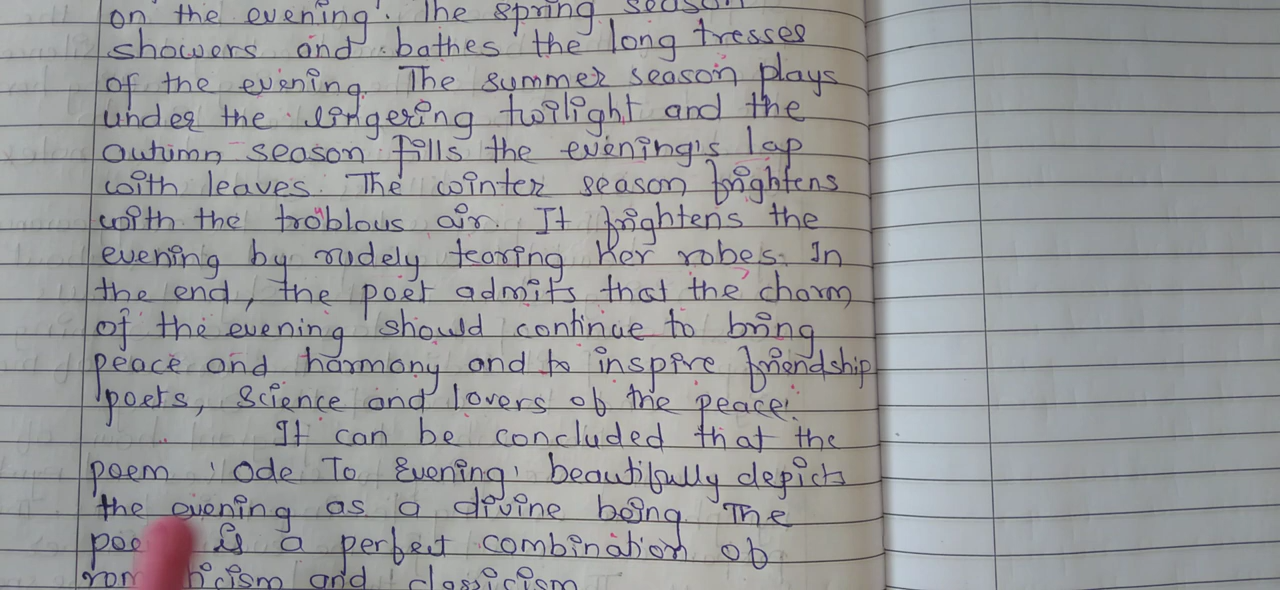 on the evening'. The spring season
showers and bathes the long tresses
of the evening. The summer season plays
under the lingering twilight and the
autumn season fills the evening's lap
with leaves. The winter season frightens
with the troblous air. It frightens the
evening by rudely tearing her robes. In
the end, the poet admits that the charm
of the evening should continue to bring
peace and harmony and to inspire friendship
poets, science and lovers of the peace'.
It can be concluded that the
poem 'Ode To Evening' beautifully depicts
the evening as a divine being. The
is a perfect combination of
and classicism